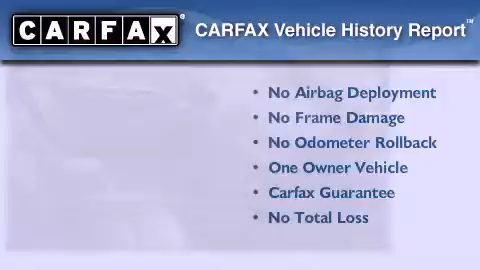 CARFAX® CARFAX Vehicle History Report™
• No Airbag Deployment
• No Frame Damage
• No Odometer Rollback
• One Owner Vehicle
• Carfax Guarantee
• No Total Loss